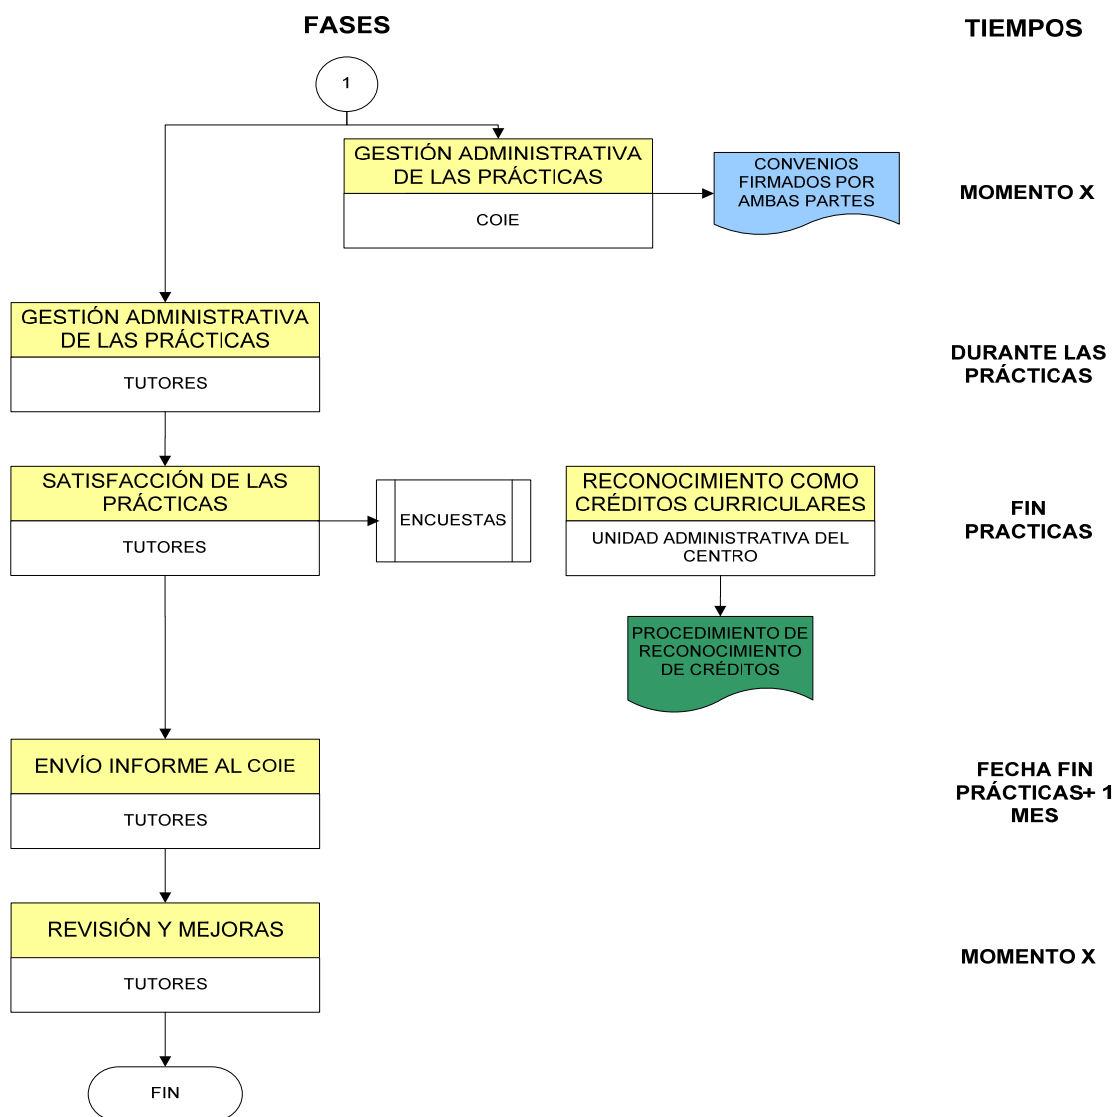 FASES
TIEMPOS
1
GESTIÓN ADMINISTRATIVA
DE LAS PRÁCTICAS
COIE
CONVENIOS
FIRMADOS POR
AMBAS PARTES
MOMENTO X
GESTIÓN ADMINISTRATIVA
DE LAS PRÁCTICAS
TUTORES
DURANTE LAS
PRÁCTICAS
SATISFACCIÓN DE LAS
PRÁCTICAS
TUTORES
ENCUESTAS
RECONOCIMIENTO COMO
CRÉDITOS CURRICULARES
UNIDAD ADMINISTRATIVA DEL
CENTRO
FIN
PRACTICAS
PROCEDIMIENTO DE
RECONOCIMIENTO
DE CRÉDITOS
ENVÍO INFORME AL COIE
TUTORES
FECHA FIN
PRÁCTICAS+ 1
MES
REVISIÓN Y MEJORAS
TUTORES
MOMENTO X
FIN